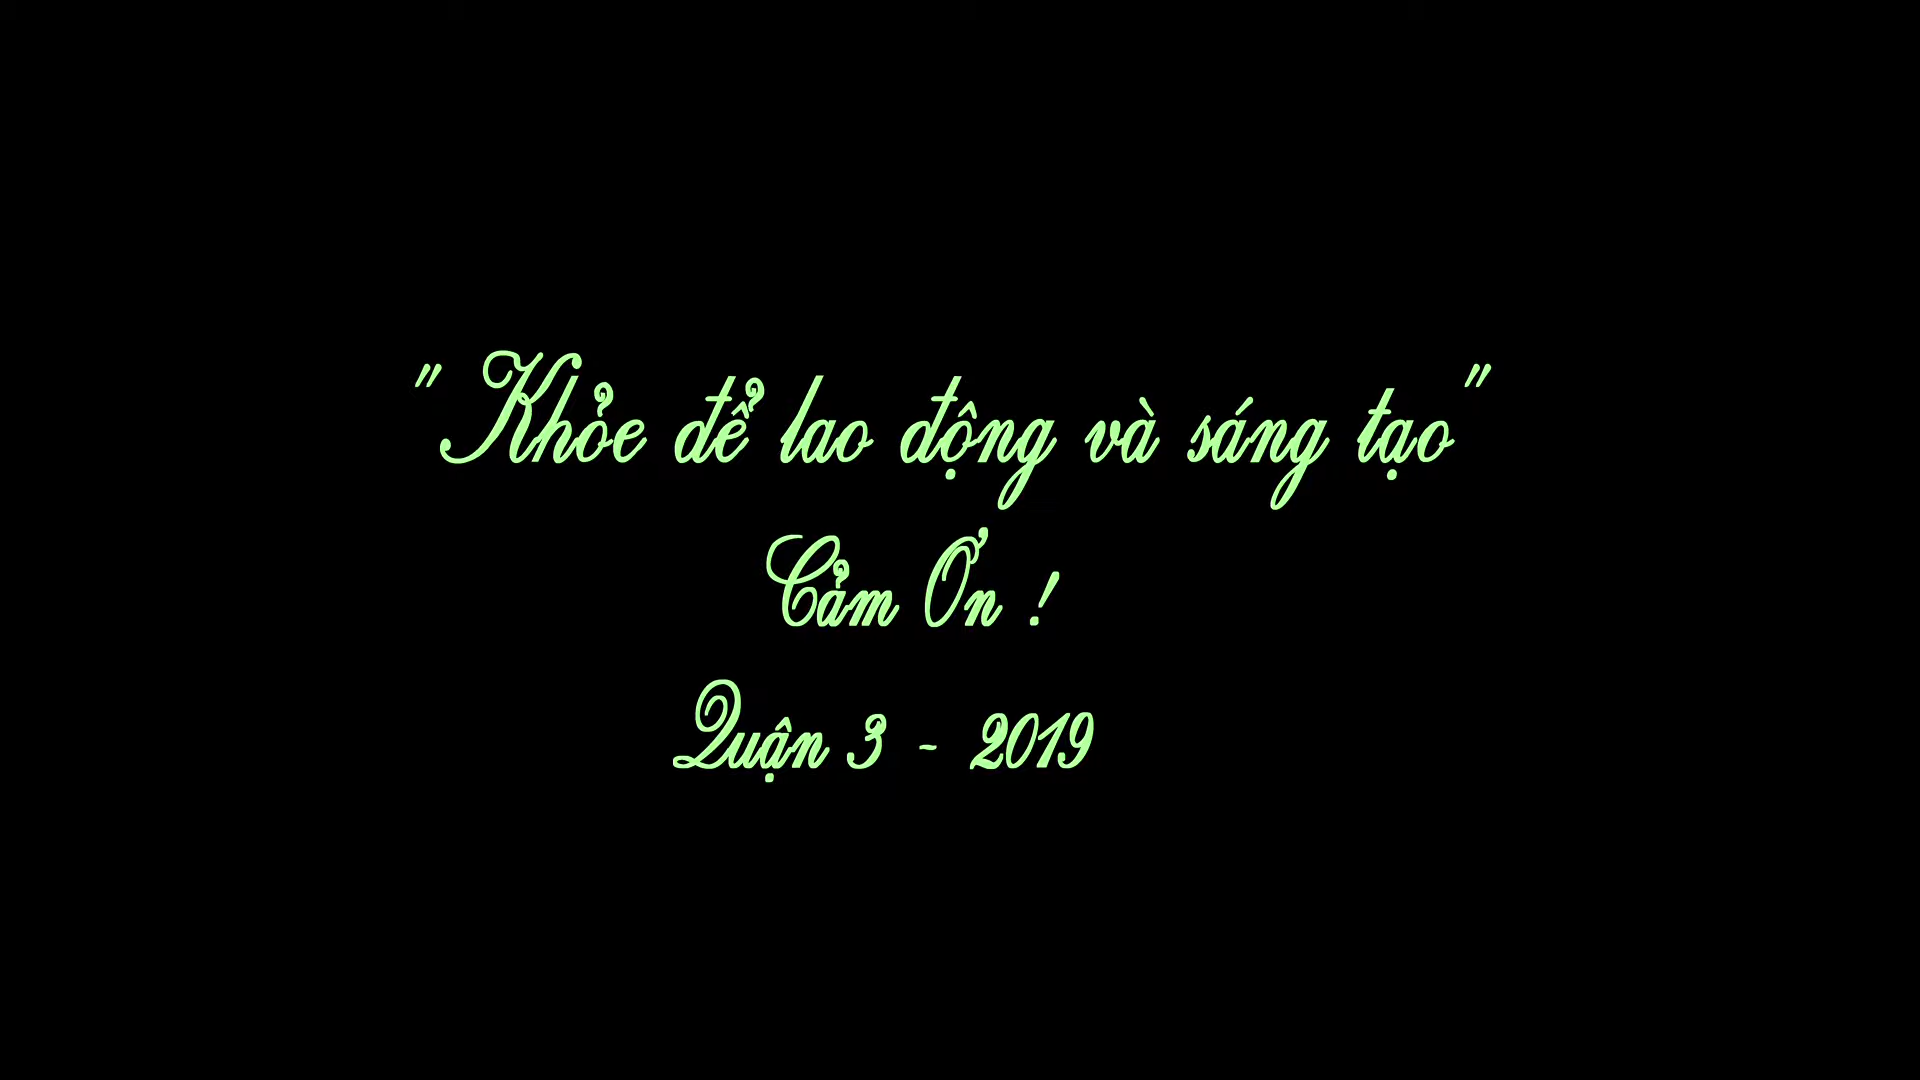 " Khỏe để lao động và sáng tạo"
Cảm Ơn !
Quận 3 - 2019